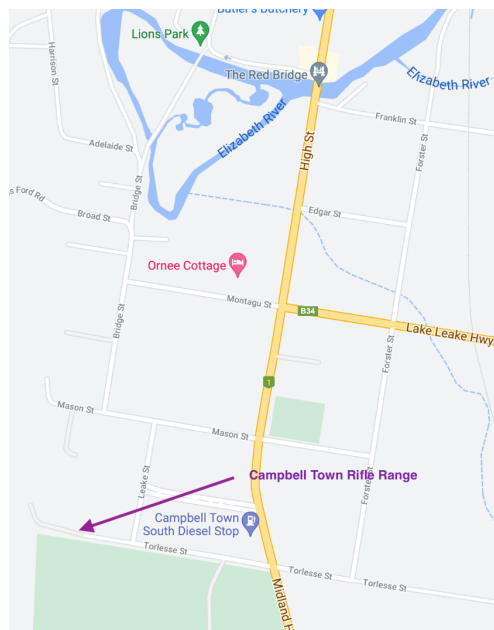 Butler's Butchery
Lions Park
Harrison St
The Red Bridge
Elizabeth River
Elizabeth River
Franklin St
Forster St
High St
Adelaide St
Bridge St
s Ford Rd
Broad St
Edgar St
Ornee Cottage
Montagu St
B34
Lake Leake Hwy
Bridge St
Forster St
1
Mason St
Mason St
Leake St
Campbell Town Rifle Range
Forster St
Campbell Town
South Diesel Stop
Torlesse St
Torlesse St
Torlesse St
Midland H